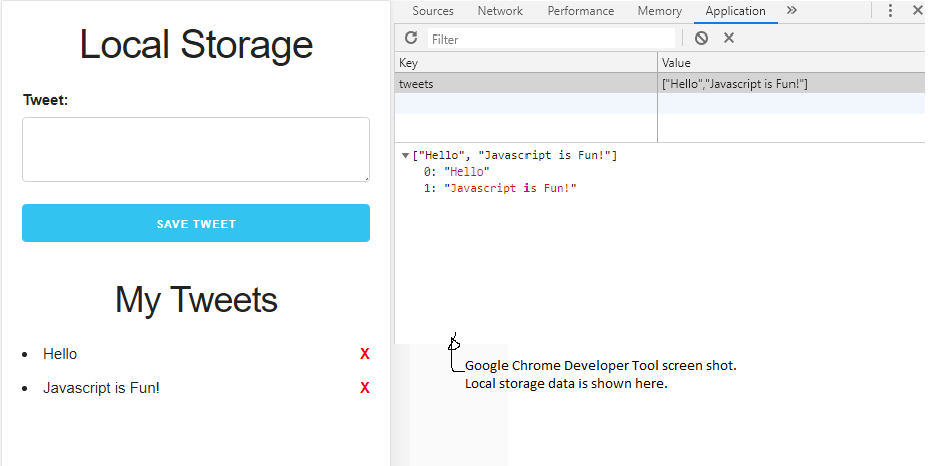 Local Storage
Tweet:
SAVE TWEET
My Tweets
• Hello X
• Javascript is Fun! X
Sources Network Performance Memory Application »
Filter
Key Value
tweets ["Hello","Javascript is Fun!"]
["Hello", "Javascript is Fun!"]
0: "Hello"
1: "Javascript is Fun!"
Google Chrome Developer Tool screen shot.
Local storage data is shown here.